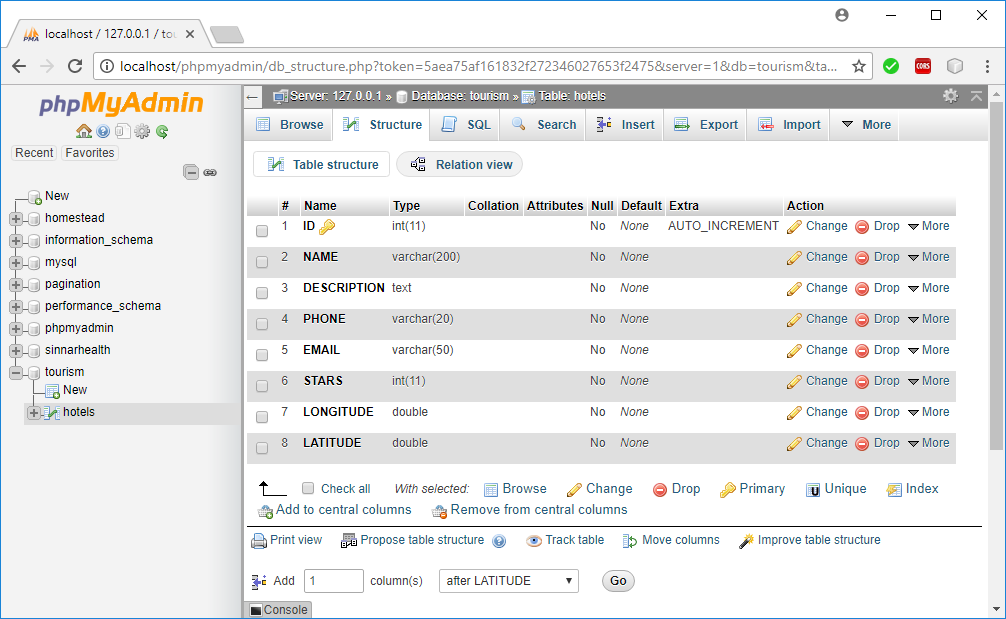 localhost / 127.0.0.1 / tou
localhost/phpmyadmin/db_structure.php?token=5aea75af161832f272346027653f2475&server=1&db=tourism&ta...
phpMyAdmin
Recent Favorites
New
homestead
information_schema
mysql
pagination
performance_schema
phpmyadmin
sinnarhealth
tourism
New
hotels
Server: 127.0.0.1 » Database: tourism » Table: hotels
Browse Structure SQL Search Insert Export Import More
Table structure Relation view
# Name Type Collation Attributes Null Default Extra Action
1 ID int(11) No None AUTO_INCREMENT Change Drop More
2 NAME varchar(200) No None Change Drop More
3 DESCRIPTION text No None Change Drop More
4 PHONE varchar(20) No None Change Drop More
5 EMAIL varchar(50) No None Change Drop More
6 STARS int(11) No None Change Drop More
7 LONGITUDE double No None Change Drop More
8 LATITUDE double No None Change Drop More
Check all With selected: Browse Change Drop Primary Unique Index
Add to central columns Remove from central columns
Print view Propose table structure Track table Move columns Improve table structure
Add 1 column(s) after LATITUDE Go
Console